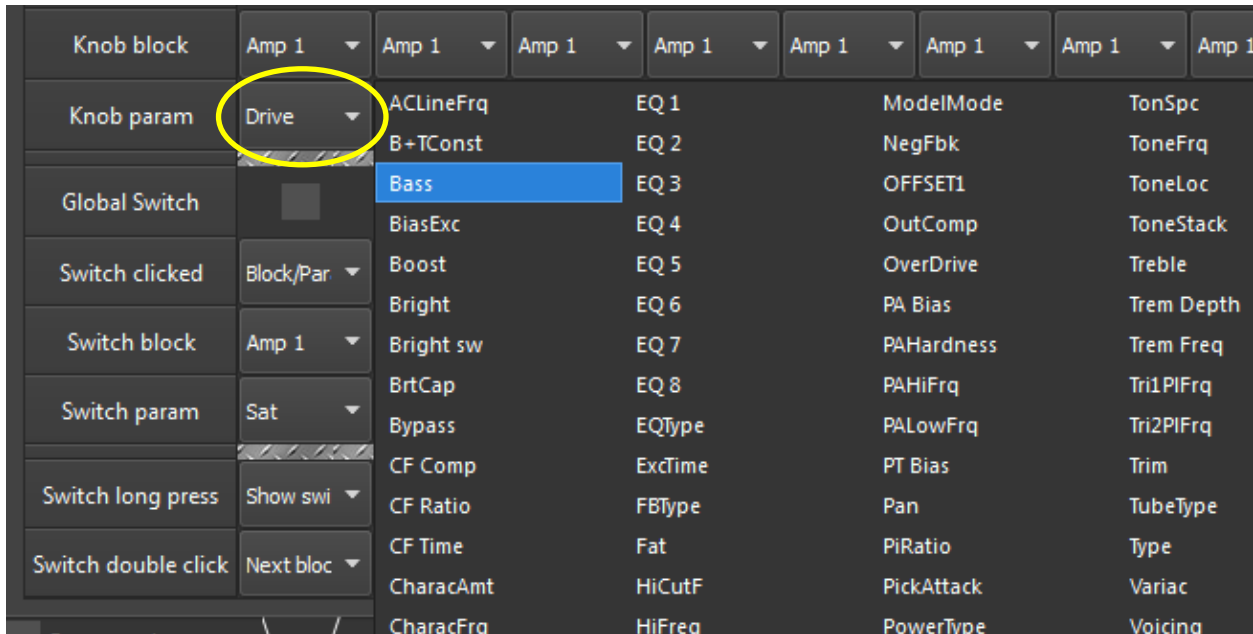 Knob block Amp 1 Amp 1 Amp 1 Amp 1 Amp 1 Amp 1 Amp 1 Amp 1
Knob param Drive
Global Switch
Switch clicked Block/Par
Switch block Amp 1
Switch param Sat
Switch long press Show swi
Switch double click Next bloc
ACLineFrq EQ 1 ModelMode TonSpc
B+TConst EQ 2 NegFbk ToneFrq
Bass EQ 3 OFFSET1 ToneLoc
BiasExc EQ 4 OutComp ToneStack
Boost EQ 5 OverDrive Treble
Bright EQ 6 PA Bias Trem Depth
Bright sw EQ 7 PAHardness Trem Freq
BrtCap EQ 8 PAHiFrq Tri1PlFrq
Bypass EQType PALowFrq Tri2PlFrq
CF Comp ExcTime PT Bias Trim
CF Ratio FBType Pan TubeType
CF Time Fat PiRatio Type
CharacAmt HiCutF PickAttack Variac
CharacFrq HiFreq PowerType Voicing